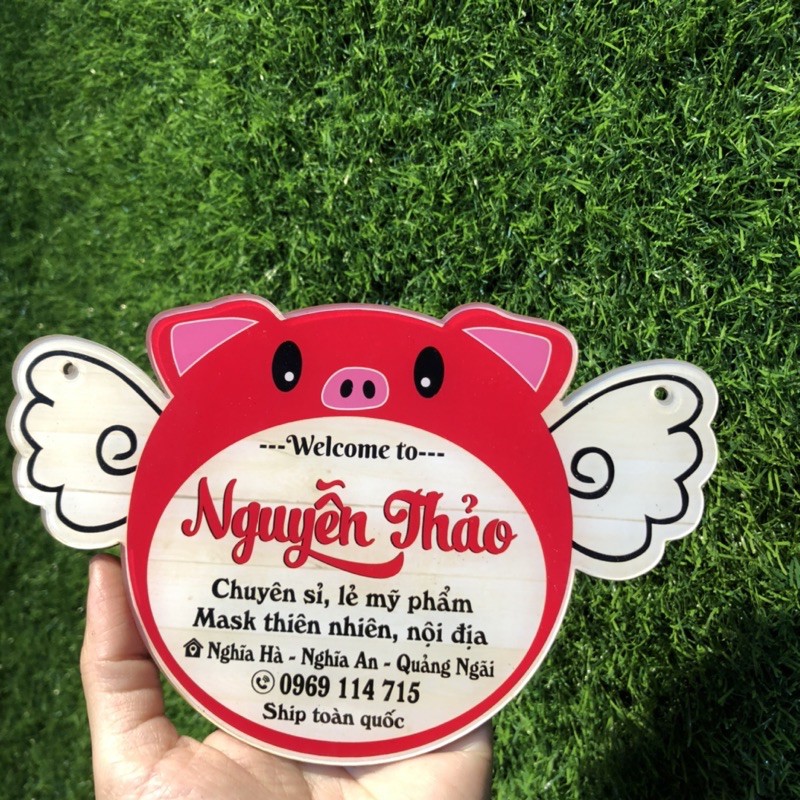 ---Welcome to---
Nguyễn Thảo
Chuyên sỉ, lẻ mỹ phẩm
Mask thiên nhiên, nội địa
Nghĩa Hà - Nghĩa An - Quảng Ngãi
0969 114 715
Ship toàn quốc